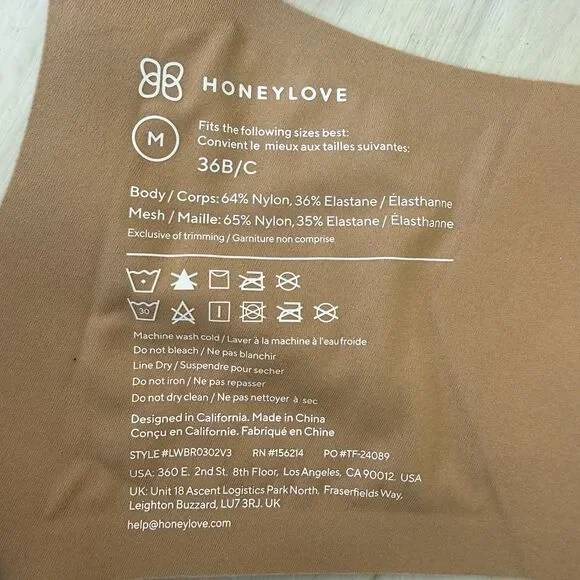 HONEYLOVE
M
Fits the following sizes best:
Convient le mieux aux tailles suivantes:
36B/C
Body / Corps: 64% Nylon, 36% Elastane / Élasthanne
Mesh / Maille: 65% Nylon, 35% Elastane / Élasthanne
Exclusive of trimming / Garniture non comprise
30
Machine wash cold / Laver à la machine à l'eau froide
Do not bleach / Ne pas blanchir
Line Dry / Suspendre pour secher
Do not iron / Ne pas repasser
Do not dry clean / Ne pas nettoyer à sec
Designed in California. Made in China
Conçu en Californie. Fabriqué en Chine
STYLE #LWBR0302V3 RN #156214 PO #TF-24089
USA: 360 E. 2nd St. 8th Floor, Los Angeles, CA 90012. USA
UK: Unit 18 Ascent Logistics Park North, Fraserfields Way,
Leighton Buzzard, LU7 3RJ. UK
help@honeylove.com